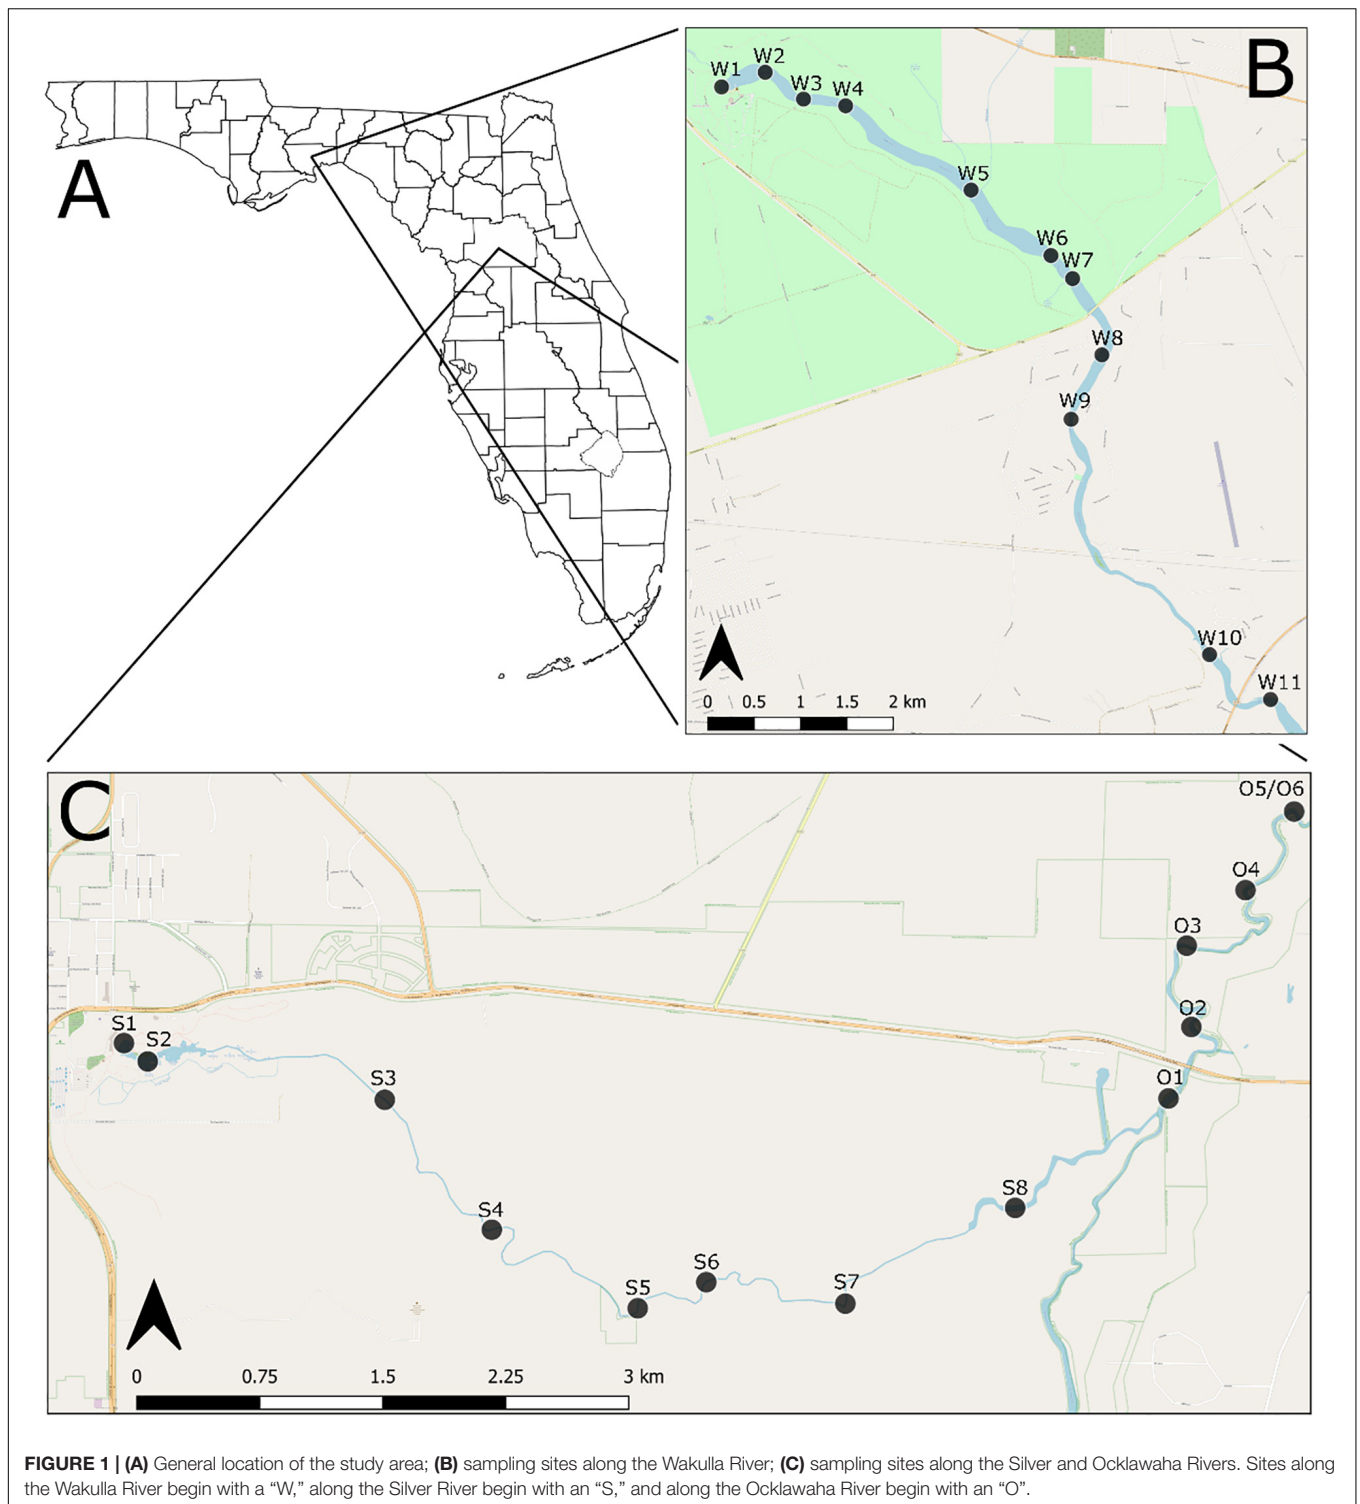 A
B
W1
W2
W3
W4
W5
W6
W7
W8
W9
W10
W11
0 0.5 1 1.5 2 km
C
O5/O6
O4
O3
O2
O1
S1
S2
S3
S4
S5
S6
S7
S8
0 0.75 1.5 2.25 3 km
FIGURE 1 | (A) General location of the study area; (B) sampling sites along the Wakulla River; (C) sampling sites along the Silver and Ocklawaha Rivers. Sites along
the Wakulla River begin with a “W,” along the Silver River begin with an “S,” and along the Ocklawaha River begin with an “O”.